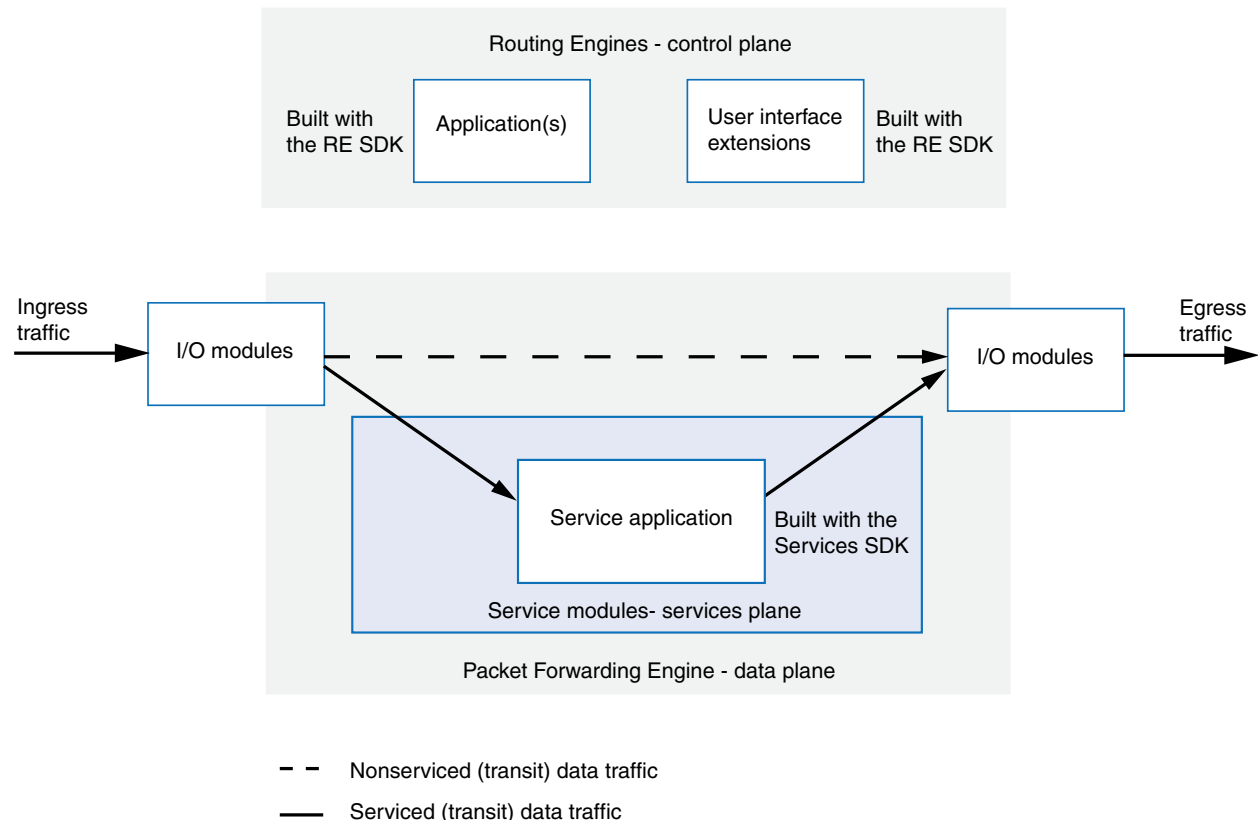 Routing Engines - control plane
Built with
the RE SDK
Application(s)
User interface
extensions
Built with
the RE SDK
Ingress
traffic
I/O modules
I/O modules
Egress
traffic
Service application
Built with the
Services SDK
Service modules- services plane
Packet Forwarding Engine - data plane
Nonserviced (transit) data traffic
Serviced (transit) data traffic